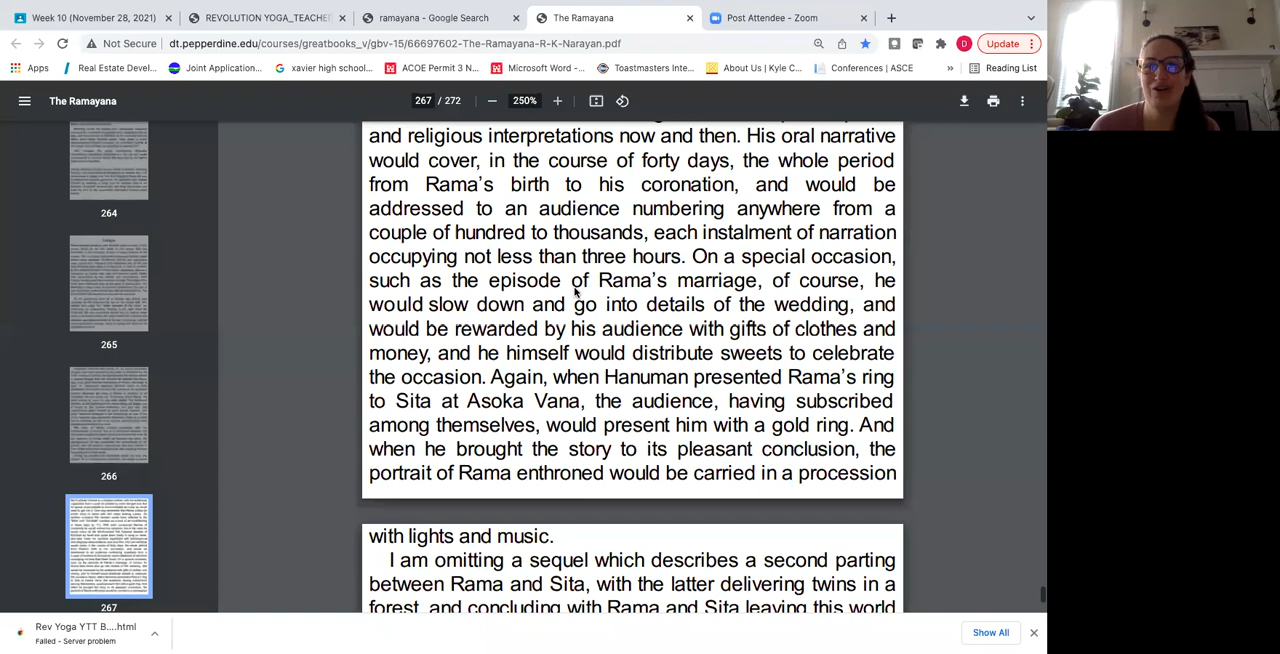 Week 10 (November 28, 2021)
REVOLUTION YOGA_TEACHE
ramayana - Google Search
The Ramayana
Post Attendee - Zoom
Not Secure
dt.pepperdine.edu/courses/greatbooks_v/gbv-15/66697602-The-Ramayana-R-K-Narayan.pdf
D
Update
Apps
Real Estate Devel...
Joint Application...
xavier high school...
ACOE Permit 3 Ma...
Microsoft Word -...
Toastmasters Inte...
About Us | Kyle C...
Conferences | ASCE
»
Reading List
The Ramayana
267 / 272
250%
264
265
266
267
and religious interpretations now and then. His oral narrative
would cover, in the course of forty days, the whole period
from Rama's birth to his coronation, and would be
addressed to an audience numbering anywhere from a
couple of hundred to thousands, each instalment of narration
occupying not less than three hours. On a special occasion,
such as the episode of Rama's marriage, of course, he
would slow down to go into details of the wedding, and
would be rewarded by his audience with gifts of clothes and
money, and he himself would distribute sweets to celebrate
the occasion. Again when Hanuman presented Rama's ring
to Sita at Asoka Vana, the audience, having subscribed
among themselves, would present him with a gold ring. And
when he brought the story to its pleasant conclusion, the
portrait of Rama enthroned would be carried in a procession
with lights and music.
I am omitting a sequel which describes a second parting
between Rama and Sita, with the latter delivering twins in a
forest, and concluding with Rama and Sita leaving this world
Rev Yoga YTT B....html
Failed - Server problem
Show All